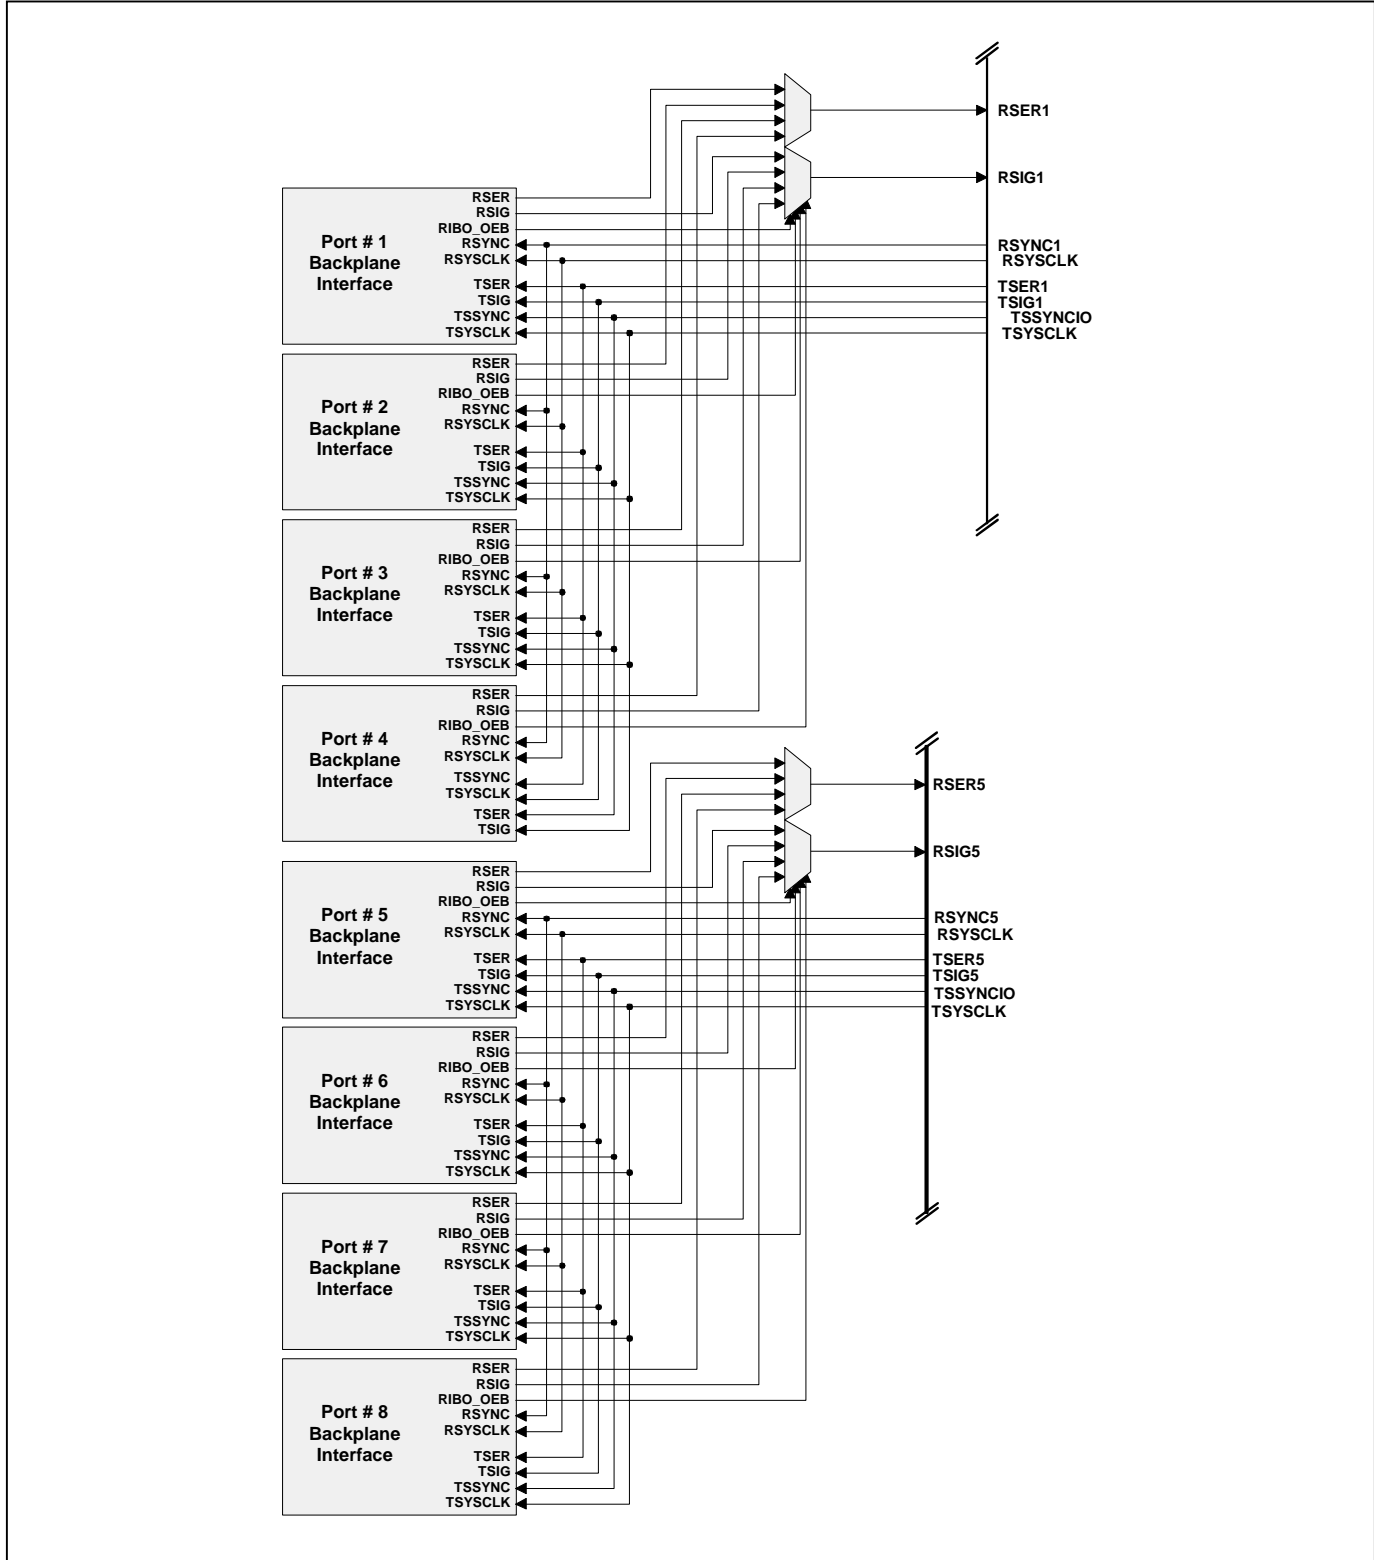 RSER1
RSIG1
RSER
RSIG
RIBO_OEB
RSYNC
RSYSCLK
TSER
TSIG
TSSYNC
TSYSCLK
Port # 1
Backplane
Interface
RSYNC1
RSYSCLK
TSER1
TSIG1
TSSYNCIO
TSYSCLK
RSER
RSIG
RIBO_OEB
RSYNC
RSYSCLK
TSER
TSIG
TSSYNC
TSYSCLK
Port # 2
Backplane
Interface
RSER
RSIG
RIBO_OEB
RSYNC
RSYSCLK
TSER
TSIG
TSSYNC
TSYSCLK
Port # 3
Backplane
Interface
RSER
RSIG
RIBO_OEB
RSYNC
RSYSCLK
TSSYNC
TSYSCLK
TSER
TSIG
Port # 4
Backplane
Interface
RSER5
RSIG5
RSER
RSIG
RIBO_OEB
RSYNC
RSYSCLK
TSER
TSIG
TSSYNC
TSYSCLK
Port # 5
Backplane
Interface
RSYNC5
RSYSCLK
TSER5
TSIG5
TSSYNCIO
TSYSCLK
RSER
RSIG
RIBO_OEB
RSYNC
RSYSCLK
TSER
TSIG
TSSYNC
TSYSCLK
Port # 6
Backplane
Interface
RSER
RSIG
RIBO_OEB
RSYNC
RSYSCLK
TSER
TSIG
TSSYNC
TSYSCLK
Port # 7
Backplane
Interface
RSER
RSIG
RIBO_OEB
RSYNC
RSYSCLK
TSER
TSIG
TSSYNC
TSYSCLK
Port # 8
Backplane
Interface